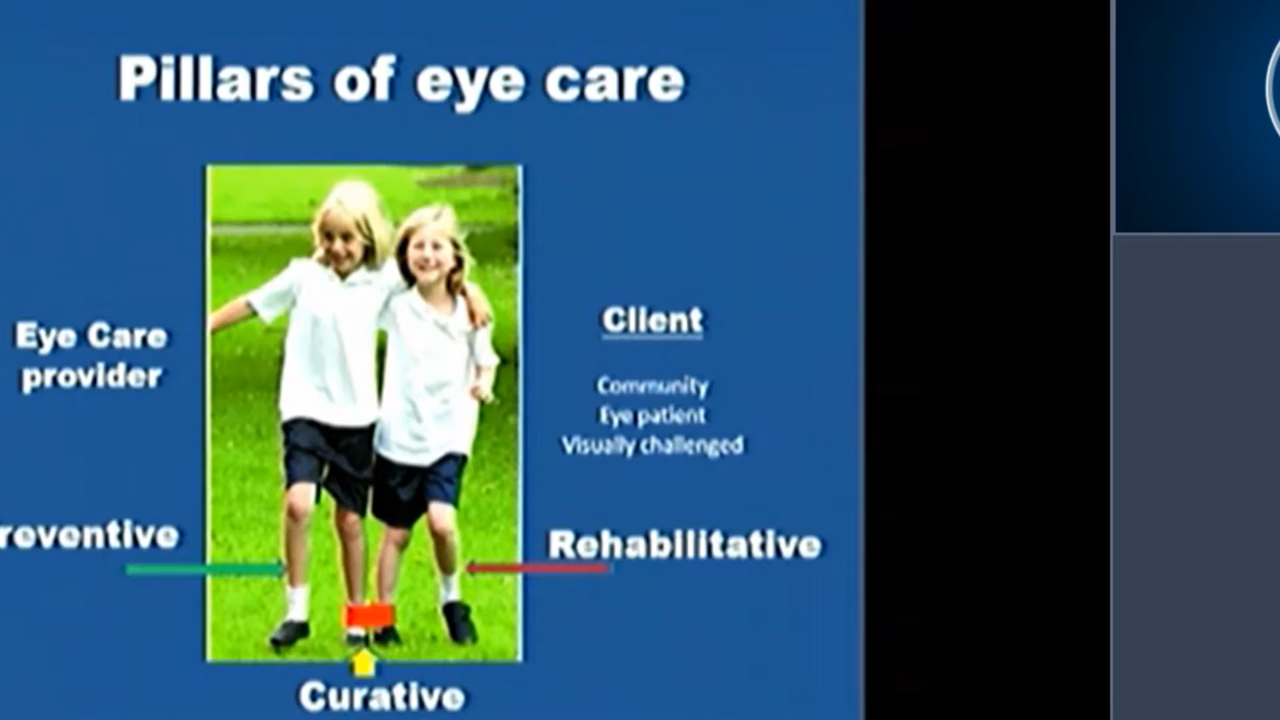 Pillars of eye care
Eye Care
provider
Client
Community
Eye patient
Visually challenged
reventive
Rehabilitative
Curative